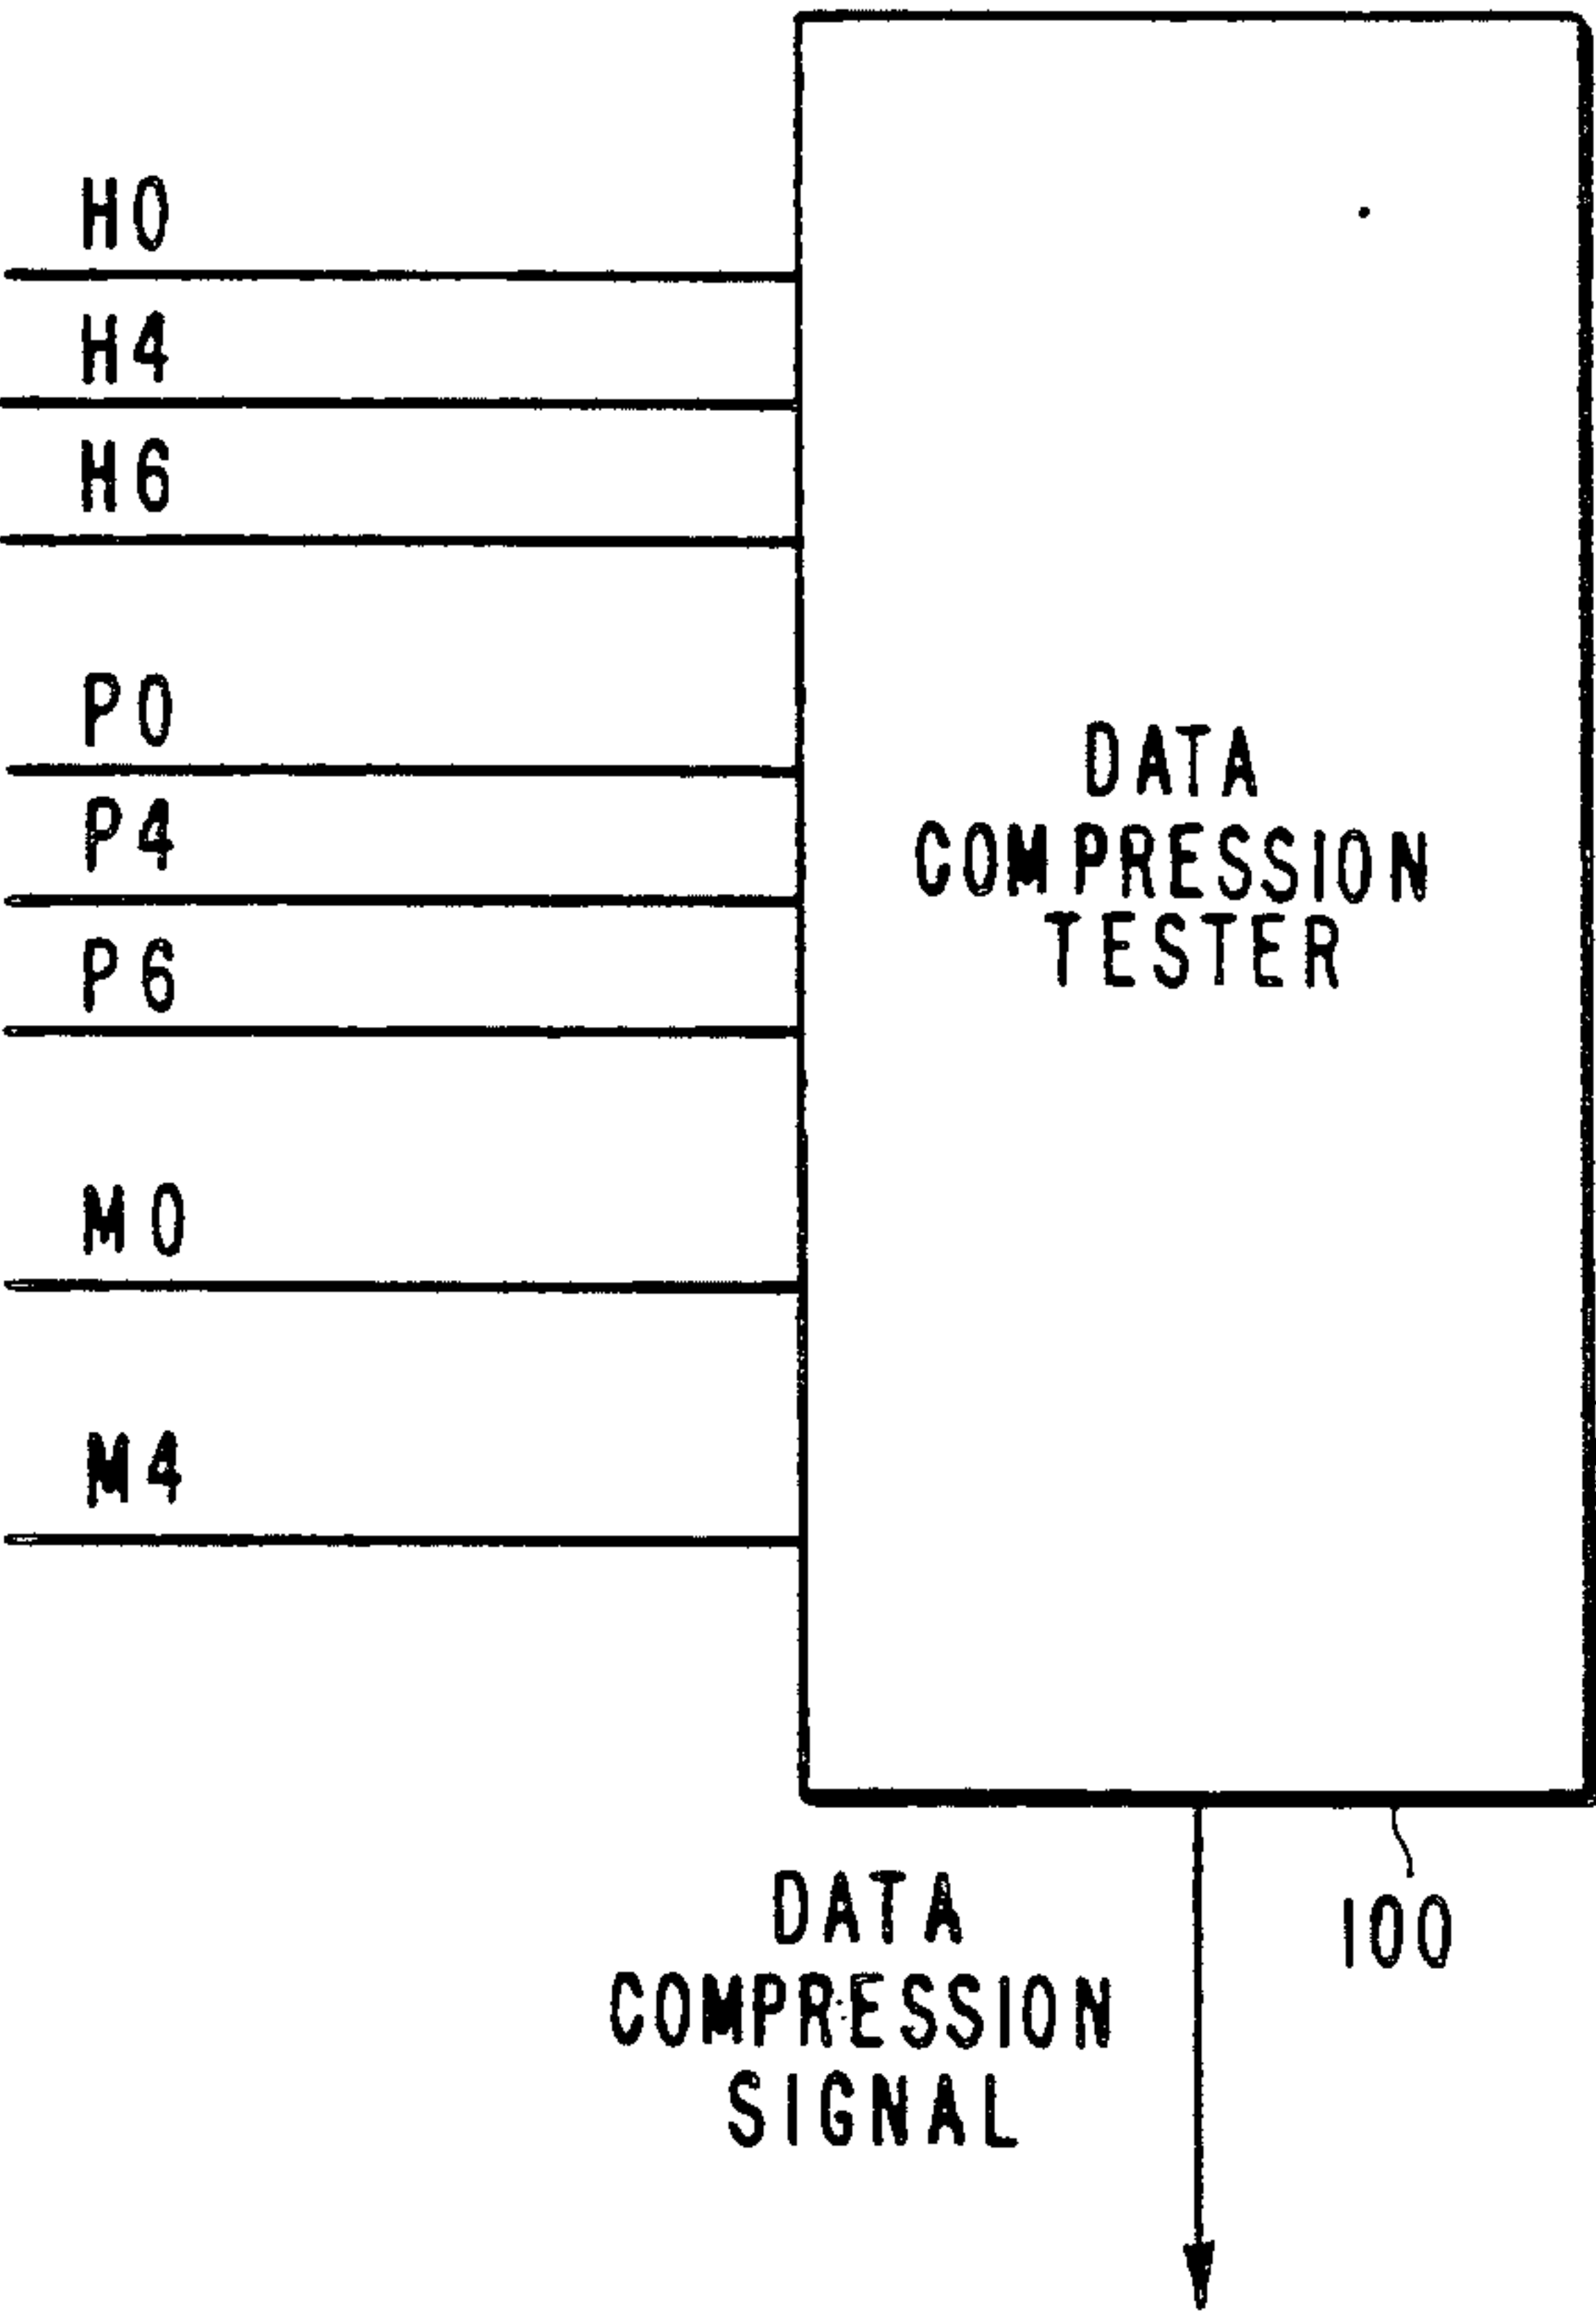 H0
H4
H6
P0
P4
P6
M0
M4
DATA
COMPRESSION
TESTER
DATA
COMPRESSION
SIGNAL
100